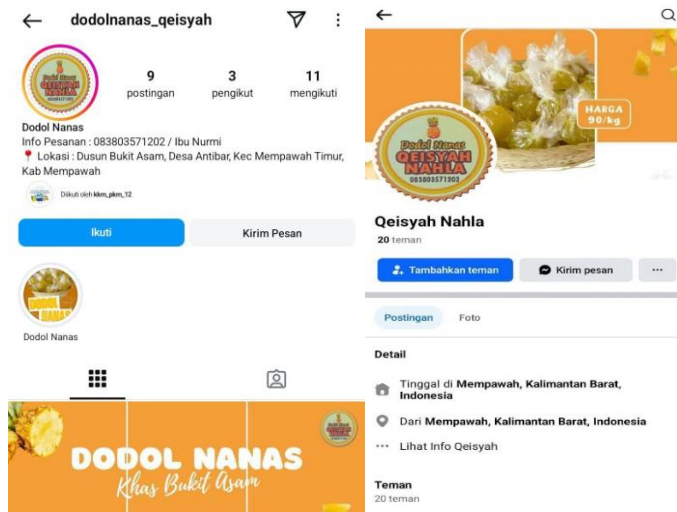 dodolnanas_qeisyah
Dodol Nanas
QEISYAH
NAHLA
9
postingan
3
pengikut
11
mengikuti
Dodol Nanas
Info Pesanan : 083803571202 / Ibu Nurmi
Lokasi : Dusun Bukit Asam, Desa Antibar, Kec Mempawah Timur,
Kab Mempawah
Diikuti oleh kkm_pkm_12
Ikuti
Kirim Pesan
DODOL
NANAS
Dodol Nanas
DODOL NANAS
Khas Bukit Asam
HARGA
90/kg
Dodol Nanas
QEISYAH
NAHLA
083803571202
Qeisyah Nahla
20 teman
Tambahkan teman
Kirim pesan
Postingan
Foto
Detail
Tinggal di Mempawah, Kalimantan Barat,
Indonesia
Dari Mempawah, Kalimantan Barat, Indonesia
Lihat Info Qeisyah
Teman
20 teman